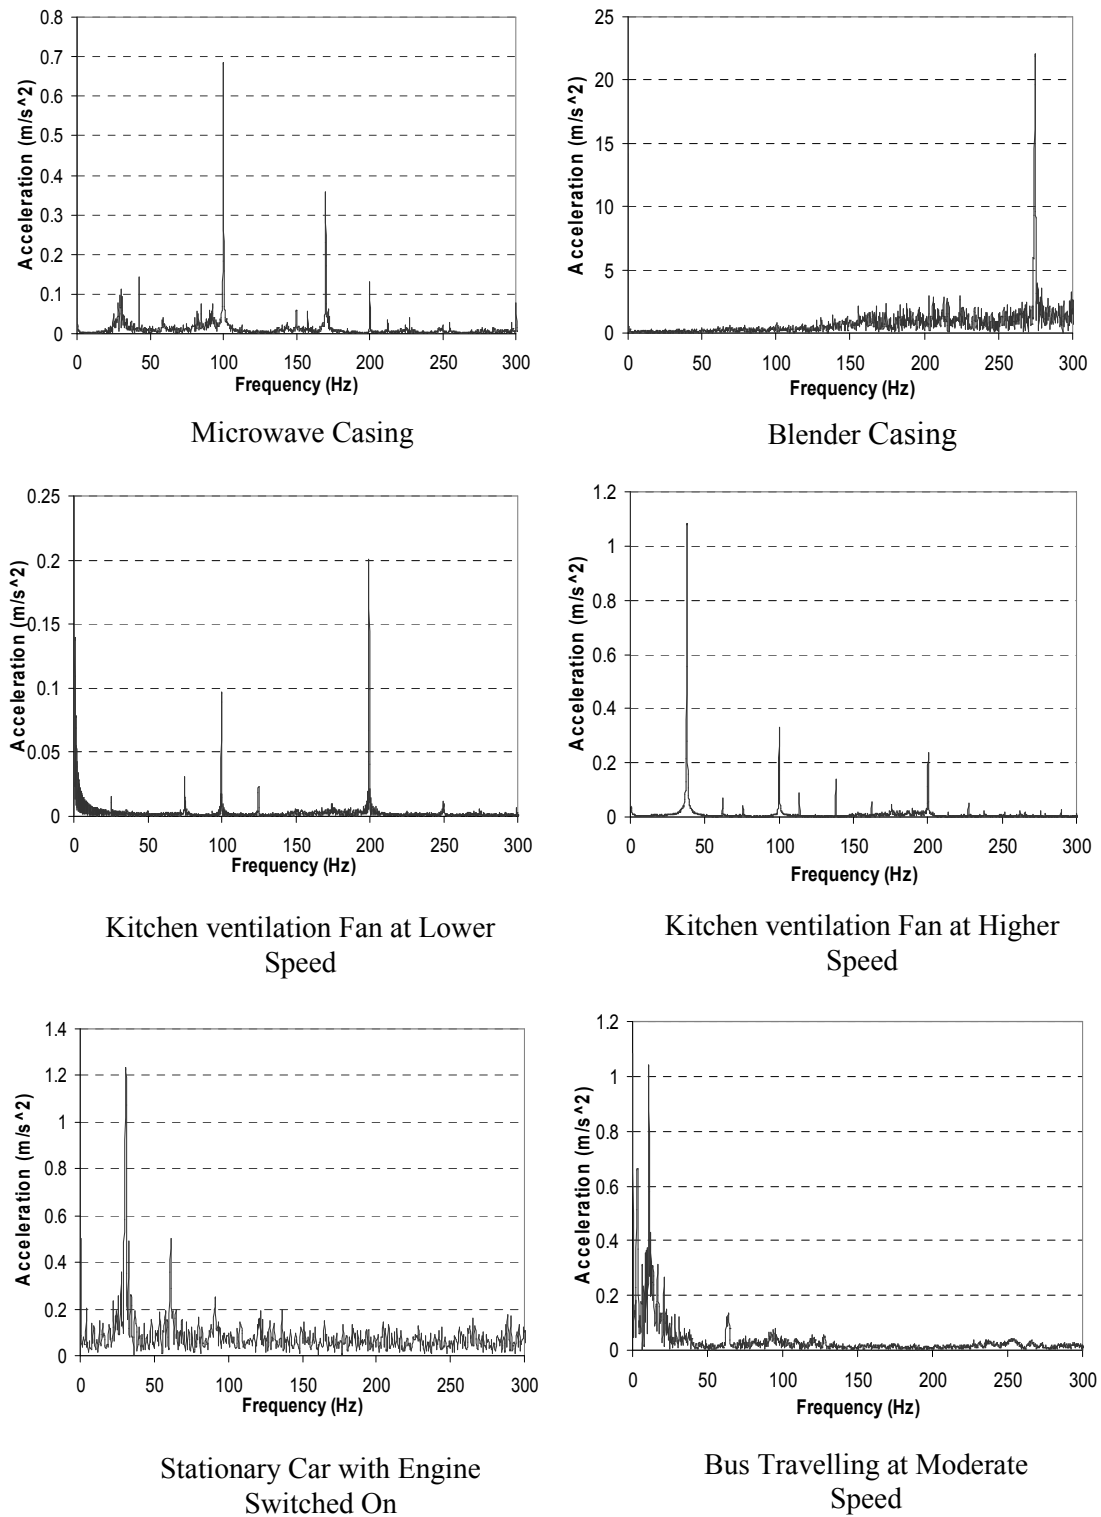 0.8
0.7
0.6
0.5
0.4
0.3
0.2
0.1
0
Acceleration (m/s^2)
0 50 100 150 200 250 300
Frequency (Hz)
Microwave Casing
25
20
15
10
5
0
Acceleration (m/s^2)
0 50 100 150 200 250 300
Frequency (Hz)
Blender Casing
0.25
0.2
0.15
0.1
0.05
0
Acceleration (m/s^2)
0 50 100 150 200 250 300
Frequency (Hz)
Kitchen ventilation Fan at Lower
Speed
1.2
1
0.8
0.6
0.4
0.2
0
Acceleration (m/s^2)
0 50 100 150 200 250 300
Frequency (Hz)
Kitchen ventilation Fan at Higher
Speed
1.4
1.2
1
0.8
0.6
0.4
0.2
0
Acceleration (m/s^2)
0 50 100 150 200 250 300
Frequency (Hz)
Stationary Car with Engine
Switched On
1.2
1
0.8
0.6
0.4
0.2
0
Acceleration (m/s^2)
0 50 100 150 200 250 300
Frequency (Hz)
Bus Travelling at Moderate
Speed